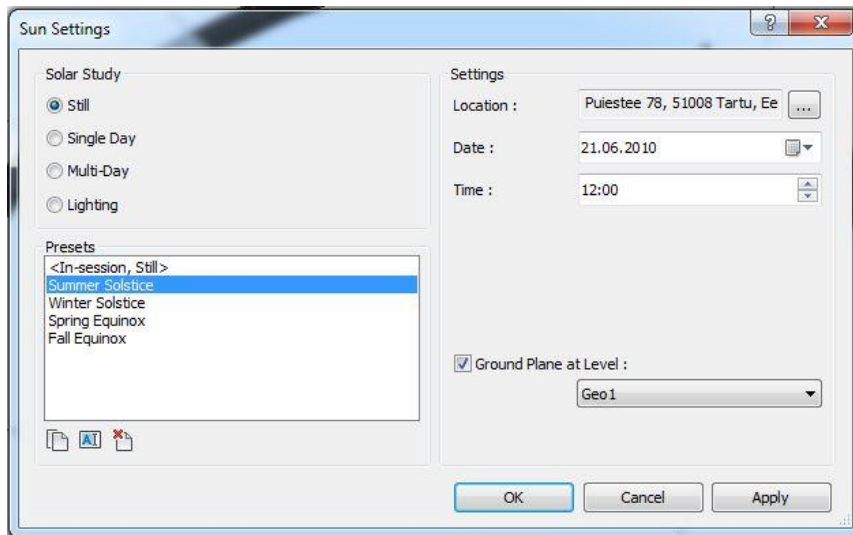 Sun Settings
Solar Study
Still
Single Day
Multi-Day
Lighting
Presets
<In-session, Still>
Summer Solstice
Winter Solstice
Spring Equinox
Fall Equinox
AI
Settings
Location :
Puiestee 78, 51008 Tartu, Ee
...
Date :
21.06.2010
Time :
12:00
Ground Plane at Level :
Geo1
OK
Cancel
Apply